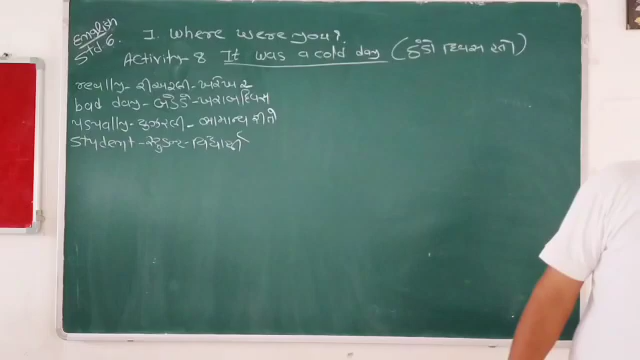 English
Std 6.
1. Where were you?
Activity-8 It was a cold day (ઠંડો દિવસ હતો)
really - રીઅલી - ખરેખર
bad day - બેડ ડે - ખરાબ દિવસ
usually - યુઝઅલી - સામાન્ય રીતે
student - સ્ટુડન્ટ - વિદ્યાર્થી